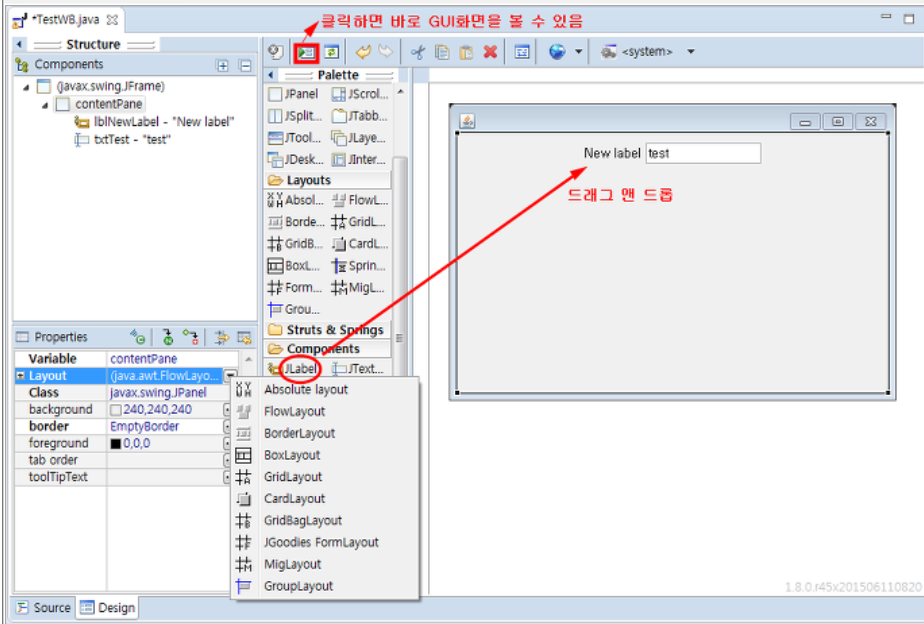 *TestWB.java
클릭하면 바로 GUI화면을 볼 수 있음
Structure
Components
(javax.swing.JFrame)
contentPane
lblNewLabel - "New label"
txtTest - "test"
Properties
Variable contentPane
Layout (java.awt.FlowLayo...
Class javax.swing.JPanel
background 240,240,240
border EmptyBorder
foreground 0,0,0
tab order
toolTipText
<system>
Palette
JPanel JScrol...
JSplit... JTabb...
JTool... JLaye...
JDesk... JInter...
Layouts
Absol... FlowL...
Borde... GridL...
GridB... CardL...
BoxL... Sprin...
Form... MigL...
Grou...
Struts & Springs
Components
JLabel JText...
Absolute layout
FlowLayout
BorderLayout
BoxLayout
GridLayout
CardLayout
GridBagLayout
JGoodies FormLayout
MigLayout
GroupLayout
New label test
드래그 앤 드롭
1.8.0.r45x201506110820
Source Design